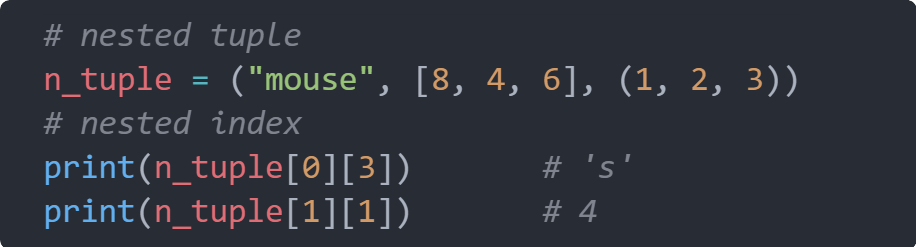 # nested tuple
n_tuple = ("mouse", [8, 4, 6], (1, 2, 3))
# nested index
print(n_tuple[0][3])       # 's'
print(n_tuple[1][1])       # 4